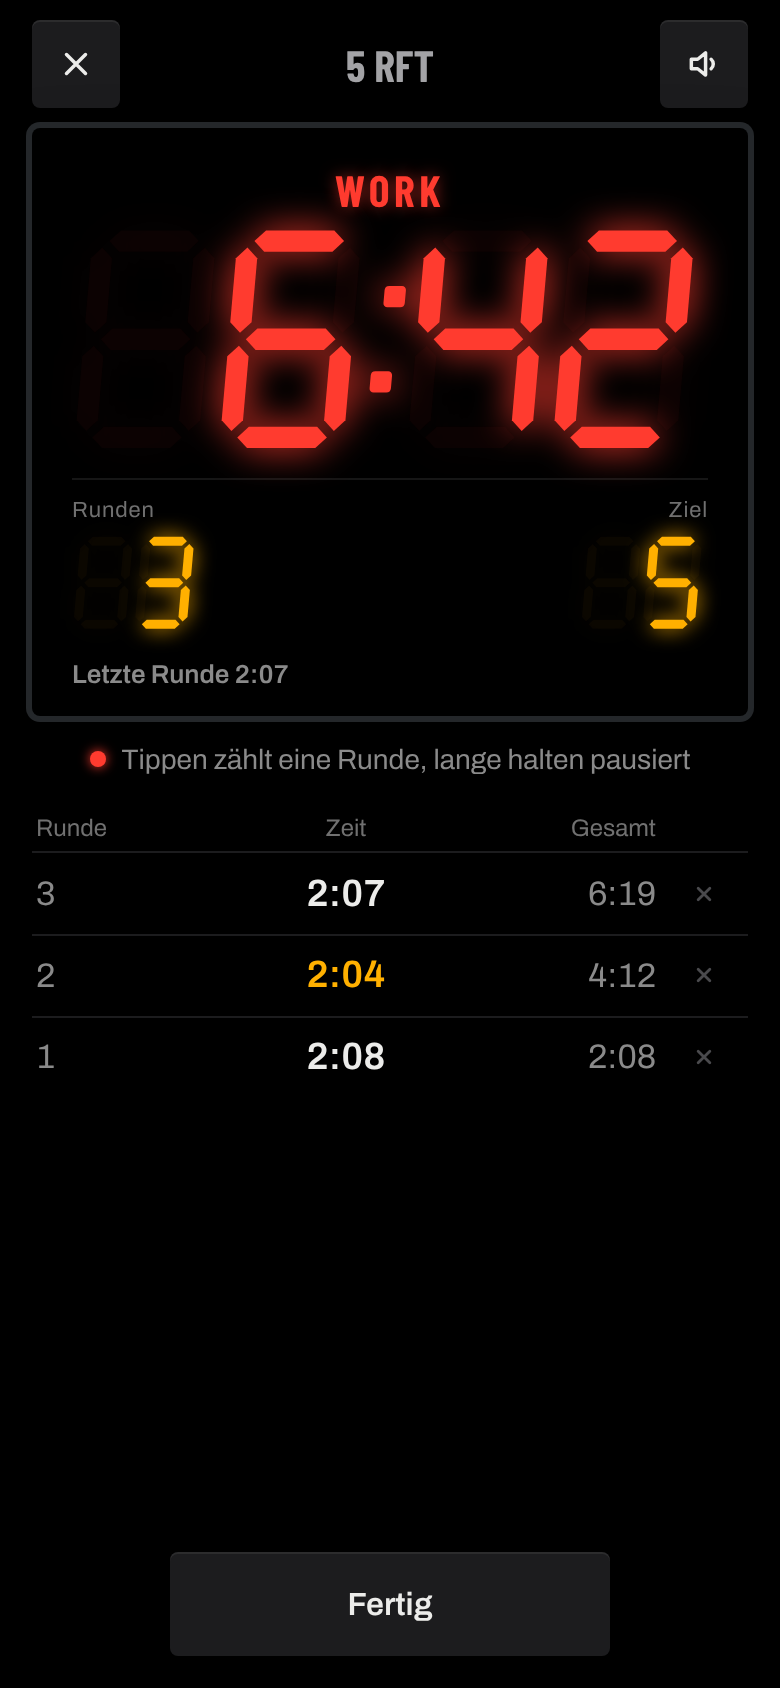 5 RFT
WORK
6:42
Runden Ziel
3 5
Letzte Runde 2:07
Tippen zählt eine Runde, lange halten pausiert
Runde Zeit Gesamt
3 2:07 6:19 ×
2 2:04 4:12 ×
1 2:08 2:08 ×
Fertig